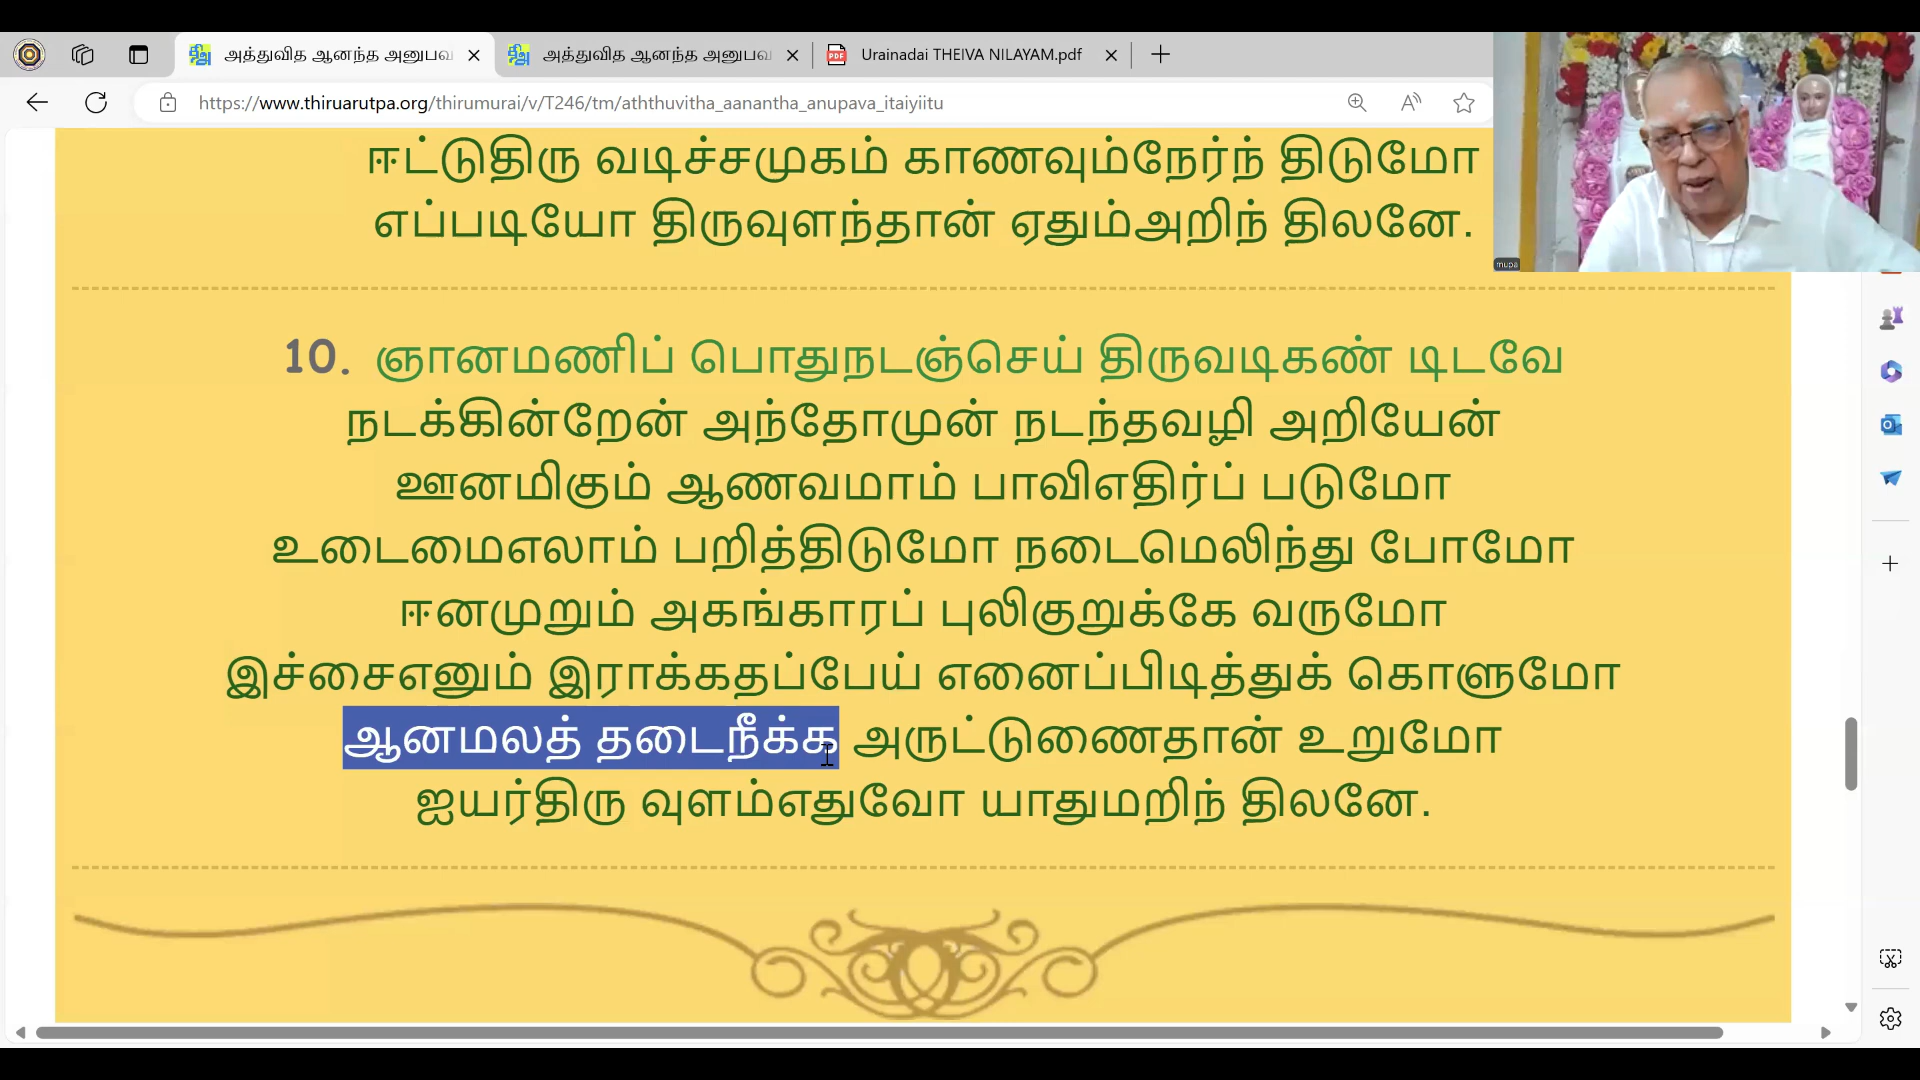 அத்துவித ஆனந்த அனுபவ
அத்துவித ஆனந்த அனுபவ
Urainadai THEIVA NILAYAM.pdf
https://www.thiruarutpa.org/thirumurai/v/T246/tm/aththuvitha_aanantha_anupava_itaiyiitu
ஈட்டுதிரு வடிச்சமுகம் காணவும்நேர்ந் திடுமோ
எப்படியோ திருவுளந்தான் ஏதும்அறிந் திலனே.
mupa
10. ஞானமணிப் பொதுநடஞ்செய் திருவடிகண் டிடவே
நடக்கின்றேன் அந்தோமுன் நடந்தவழி அறியேன்
ஊனமிகும் ஆணவமாம் பாவிஎதிர்ப் படுமோ
உடைமைஎலாம் பறித்திடுமோ நடைமெலிந்து போமோ
ஈனமுறும் அகங்காரப் புலிகுறுக்கே வருமோ
இச்சைஎனும் இராக்கதப்பேய் எனைப்பிடித்துக் கொளுமோ
ஆனமலத் தடைநீக்க அருட்டுணைதான் உறுமோ
ஐயர்திரு வுளம்எதுவோ யாதுமறிந் திலனே.